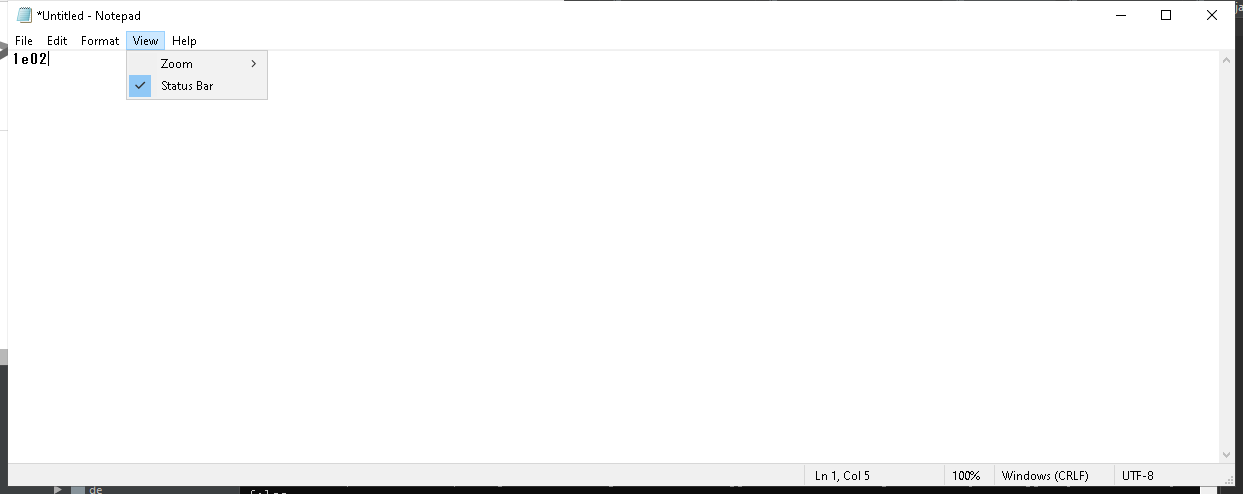 *Untitled - Notepad
File Edit Format View Help
1e02
Zoom
Status Bar
Ln 1, Col 5 100% Windows (CRLF) UTF-8
de